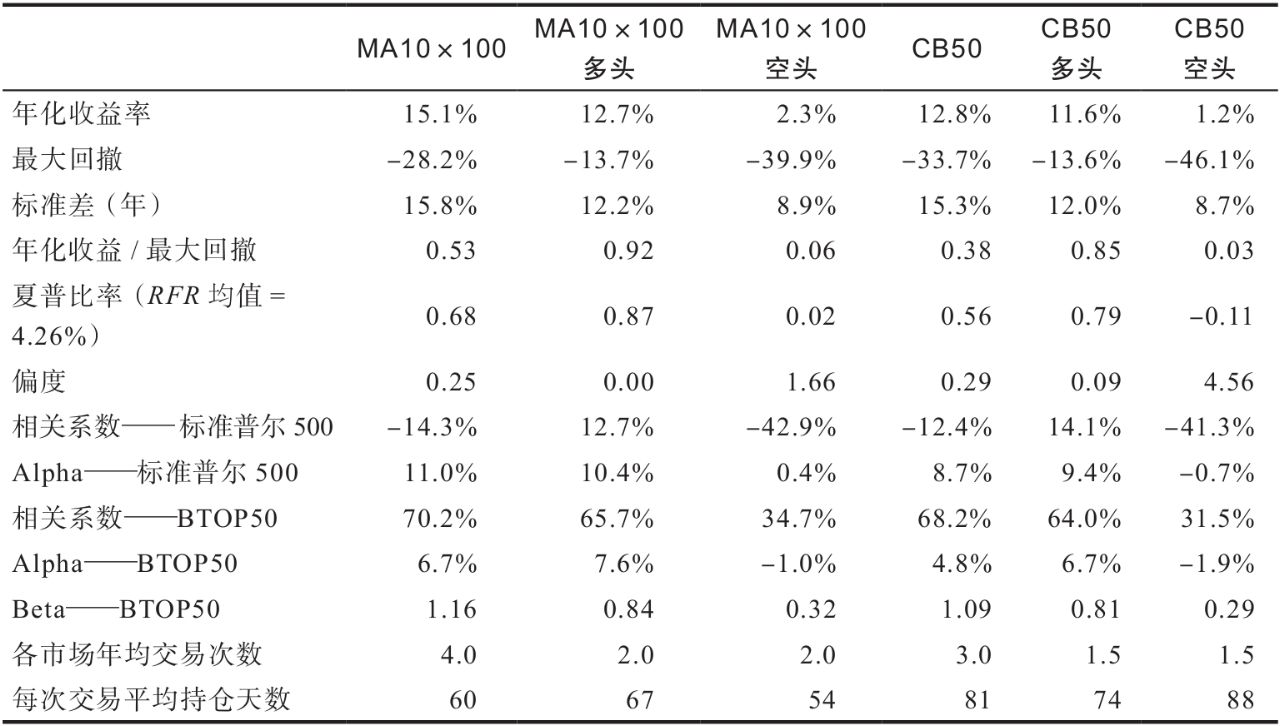 MA10 × 100 MA10 × 100 多头 MA10 × 100 空头 CB50 CB50 多头 CB50 空头
年化收益率 15.1% 12.7% 2.3% 12.8% 11.6% 1.2%
最大回撤 –28.2% –13.7% –39.9% –33.7% –13.6% –46.1%
标准差（年） 15.8% 12.2% 8.9% 15.3% 12.0% 8.7%
年化收益 / 最大回撤 0.53 0.92 0.06 0.38 0.85 0.03
夏普比率（RFR 均值 =
4.26%） 0.68 0.87 0.02 0.56 0.79 –0.11
偏度 0.25 0.00 1.66 0.29 0.09 4.56
相关系数——标准普尔 500 –14.3% 12.7% –42.9% –12.4% 14.1% –41.3%
Alpha——标准普尔 500 11.0% 10.4% 0.4% 8.7% 9.4% –0.7%
相关系数——BTOP50 70.2% 65.7% 34.7% 68.2% 64.0% 31.5%
Alpha——BTOP50 6.7% 7.6% –1.0% 4.8% 6.7% –1.9%
Beta——BTOP50 1.16 0.84 0.32 1.09 0.81 0.29
各市场年均交易次数 4.0 2.0 2.0 3.0 1.5 1.5
每次交易平均持仓天数 60 67 54 81 74 88